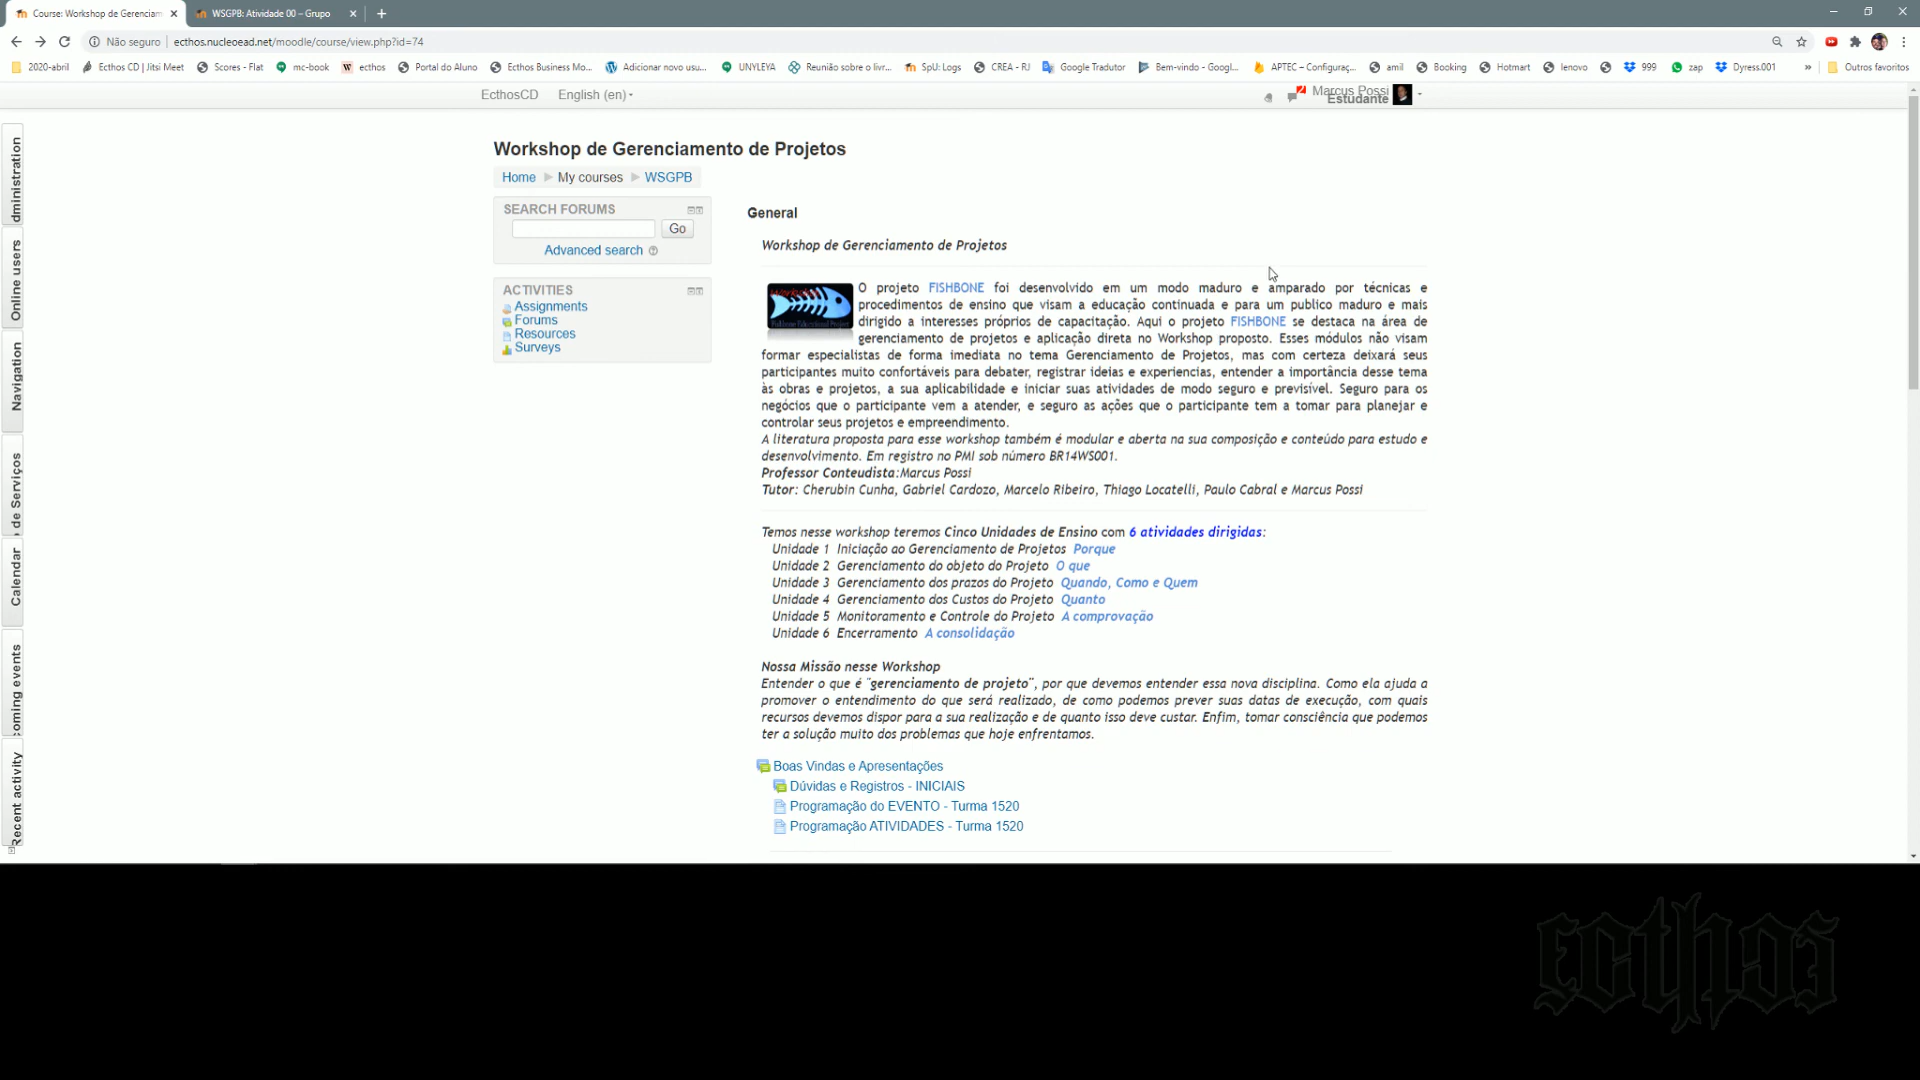 Course: Workshop de Gerenciam
WSGPB: Atividade 00 – Grupo
Não seguro
ecthos.nucleoead.net/moodle/course/view.php?id=74
2020-abril
Ecthos CD | Jitsi Meet
Scores - Flat
mc-book
ecthos
Portal do Aluno
Ecthos Business Mo...
Adicionar novo usu...
UNYLEYA
Reunião sobre o livr...
SpU: Logs
CREA - RJ
Google Tradutor
Bem-vindo - Googl...
APTEC – Configuraç...
amil
Booking
Hotmart
lenovo
999
zap
Dyress.001
»
Outros favoritos
EcthosCD
English (en)
Marcus Possi
Estudante
dministration
Online users
Navigation
de Serviços
Calendar
coming events
Recent activity
Workshop de Gerenciamento de Projetos
Home
My courses
WSGPB
SEARCH FORUMS
Go
Advanced search
ACTIVITIES
Assignments
Forums
Resources
Surveys
General
Workshop de Gerenciamento de Projetos
Workshop
Fishbone Educational Project
O projeto FISHBONE foi desenvolvido em um modo maduro e amparado por técnicas e
procedimentos de ensino que visam a educação continuada e para um publico maduro e mais
dirigido a interesses próprios de capacitação. Aqui o projeto FISHBONE se destaca na área de
gerenciamento de projetos e aplicação direta no Workshop proposto. Esses módulos não visam
formar especialistas de forma imediata no tema Gerenciamento de Projetos, mas com certeza deixará seus
participantes muito confortáveis para debater, registrar ideias e experiencias, entender a importância desse tema
às obras e projetos, a sua aplicabilidade e iniciar suas atividades de modo seguro e previsível. Seguro para os
negócios que o participante vem a atender, e seguro as ações que o participante tem a tomar para planejar e
controlar seus projetos e empreendimento.
A literatura proposta para esse workshop também é modular e aberta na sua composição e conteúdo para estudo e
desenvolvimento. Em registro no PMI sob número BR14WS001.
Professor Conteudista:Marcus Possi
Tutor: Cherubin Cunha, Gabriel Cardozo, Marcelo Ribeiro, Thiago Locatelli, Paulo Cabral e Marcus Possi
Temos nesse workshop teremos Cinco Unidades de Ensino com 6 atividades dirigidas:
Unidade 1 Iniciação ao Gerenciamento de Projetos Porque
Unidade 2 Gerenciamento do objeto do Projeto O que
Unidade 3 Gerenciamento dos prazos do Projeto Quando, Como e Quem
Unidade 4 Gerenciamento dos Custos do Projeto Quanto
Unidade 5 Monitoramento e Controle do Projeto A comprovação
Unidade 6 Encerramento A consolidação
Nossa Missão nesse Workshop
Entender o que é "gerenciamento de projeto", por que devemos entender essa nova disciplina. Como ela ajuda a
promover o entendimento do que será realizado, de como podemos prever suas datas de execução, com quais
recursos devemos dispor para a sua realização e de quanto isso deve custar. Enfim, tomar consciência que podemos
ter a solução muito dos problemas que hoje enfrentamos.
Boas Vindas e Apresentações
Dúvidas e Registros - INICIAIS
Programação do EVENTO - Turma 1520
Programação ATIVIDADES - Turma 1520
Ecthos